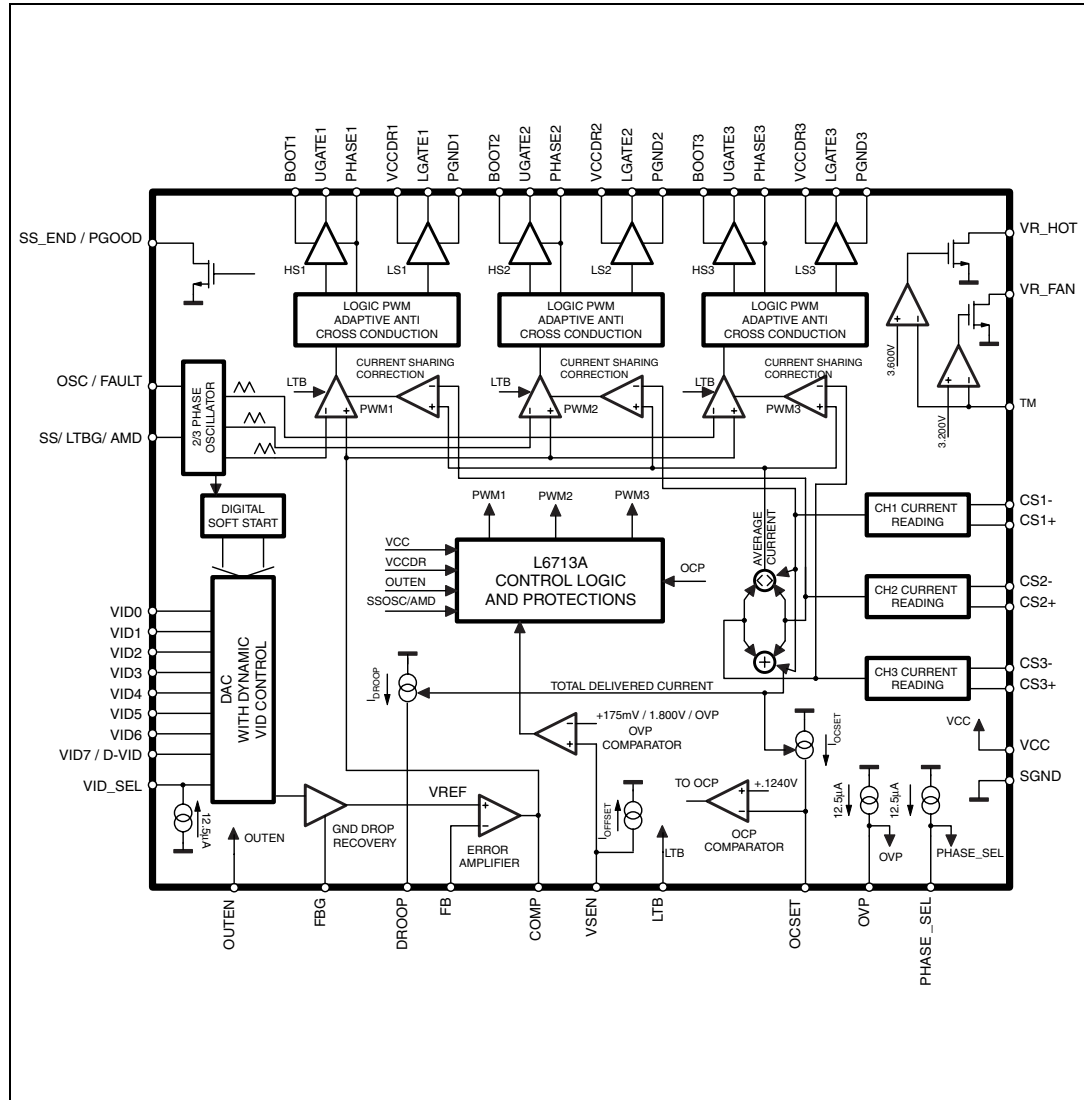 BOOT1
UGATE1
PHASE1
VCCDR1
LGATE1
PGND1
BOOT2
UGATE2
PHASE2
VCCDR2
LGATE2
PGND2
BOOT3
UGATE3
PHASE3
VCCDR3
LGATE3
PGND3
SS_END / PGOOD
HS1
LS1
HS2
LS2
HS3
LS3
VR_HOT
VR_FAN
LOGIC PWM
ADAPTIVE ANTI
CROSS CONDUCTION
LOGIC PWM
ADAPTIVE ANTI
CROSS CONDUCTION
LOGIC PWM
ADAPTIVE ANTI
CROSS CONDUCTION
3.600V
3.200V
TM
OSC / FAULT
SS/ LTBG/ AMD
2/3 PHASE
OSCILLATOR
LTB
PWM1
CURRENT SHARING
CORRECTION
LTB
PWM2
CURRENT SHARING
CORRECTION
LTB
PWM3
CURRENT SHARING
CORRECTION
DIGITAL
SOFT START
PWM1
PWM2
PWM3
VCC
VCCDR
OUTEN
SSOSC/AMD
L6713A
CONTROL LOGIC
AND PROTECTIONS
OCP
AVERAGE
CURRENT
CH1 CURRENT
READING
CS1-
CS1+
CH2 CURRENT
READING
CS2-
CS2+
CH3 CURRENT
READING
CS3-
CS3+
VID0
VID1
VID2
VID3
VID4
VID5
VID6
VID7 / D-VID
VID_SEL
DAC
WITH DYNAMIC
VID CONTROL
IDROOP
TOTAL DELIVERED CURRENT
+175mV / 1.800V / OVP
OVP
COMPARATOR
IOCSET
VCC
VCC
SGND
12.5µA
OUTEN
GND DROP
RECOVERY
VREF
ERROR
AMPLIFIER
IOFFSET
LTB
TO OCP
+.1240V
OCP
COMPARATOR
12.5µA
OVP
12.5µA
PHASE_SEL
OUTEN
FBG
DROOP
FB
COMP
VSEN
LTB
OCSET
OVP
PHASE _SEL